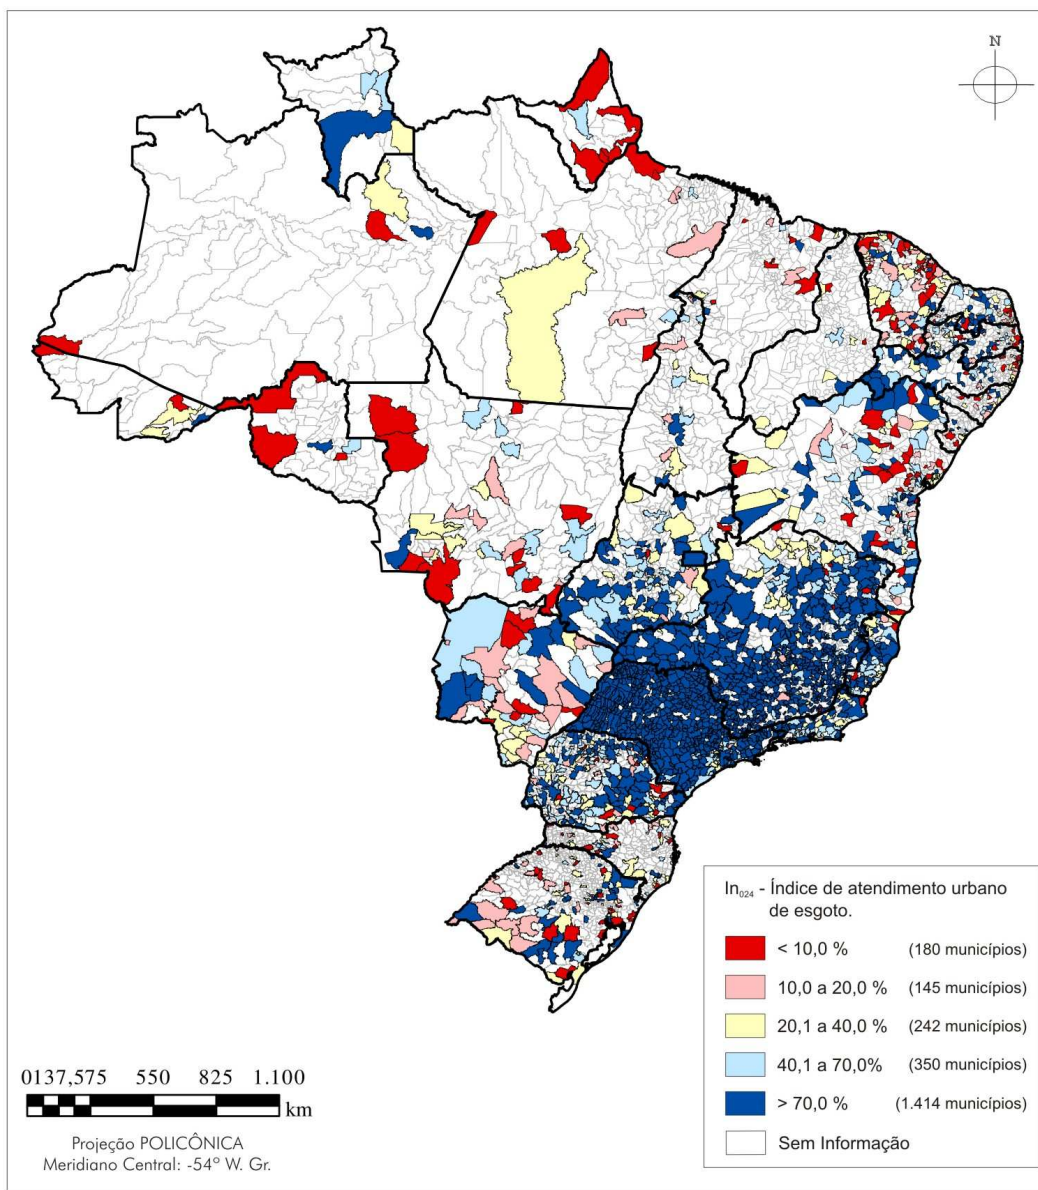 N
In024 - Índice de atendimento urbano
de esgoto.
< 10,0 % (180 municípios)
10,0 a 20,0 % (145 municípios)
20,1 a 40,0 % (242 municípios)
40,1 a 70,0% (350 municípios)
> 70,0 % (1.414 municípios)
Sem Informação
0137,575 550 825 1.100
km
Projeção POLICÔNICA
Meridiano Central: -54º W. Gr.